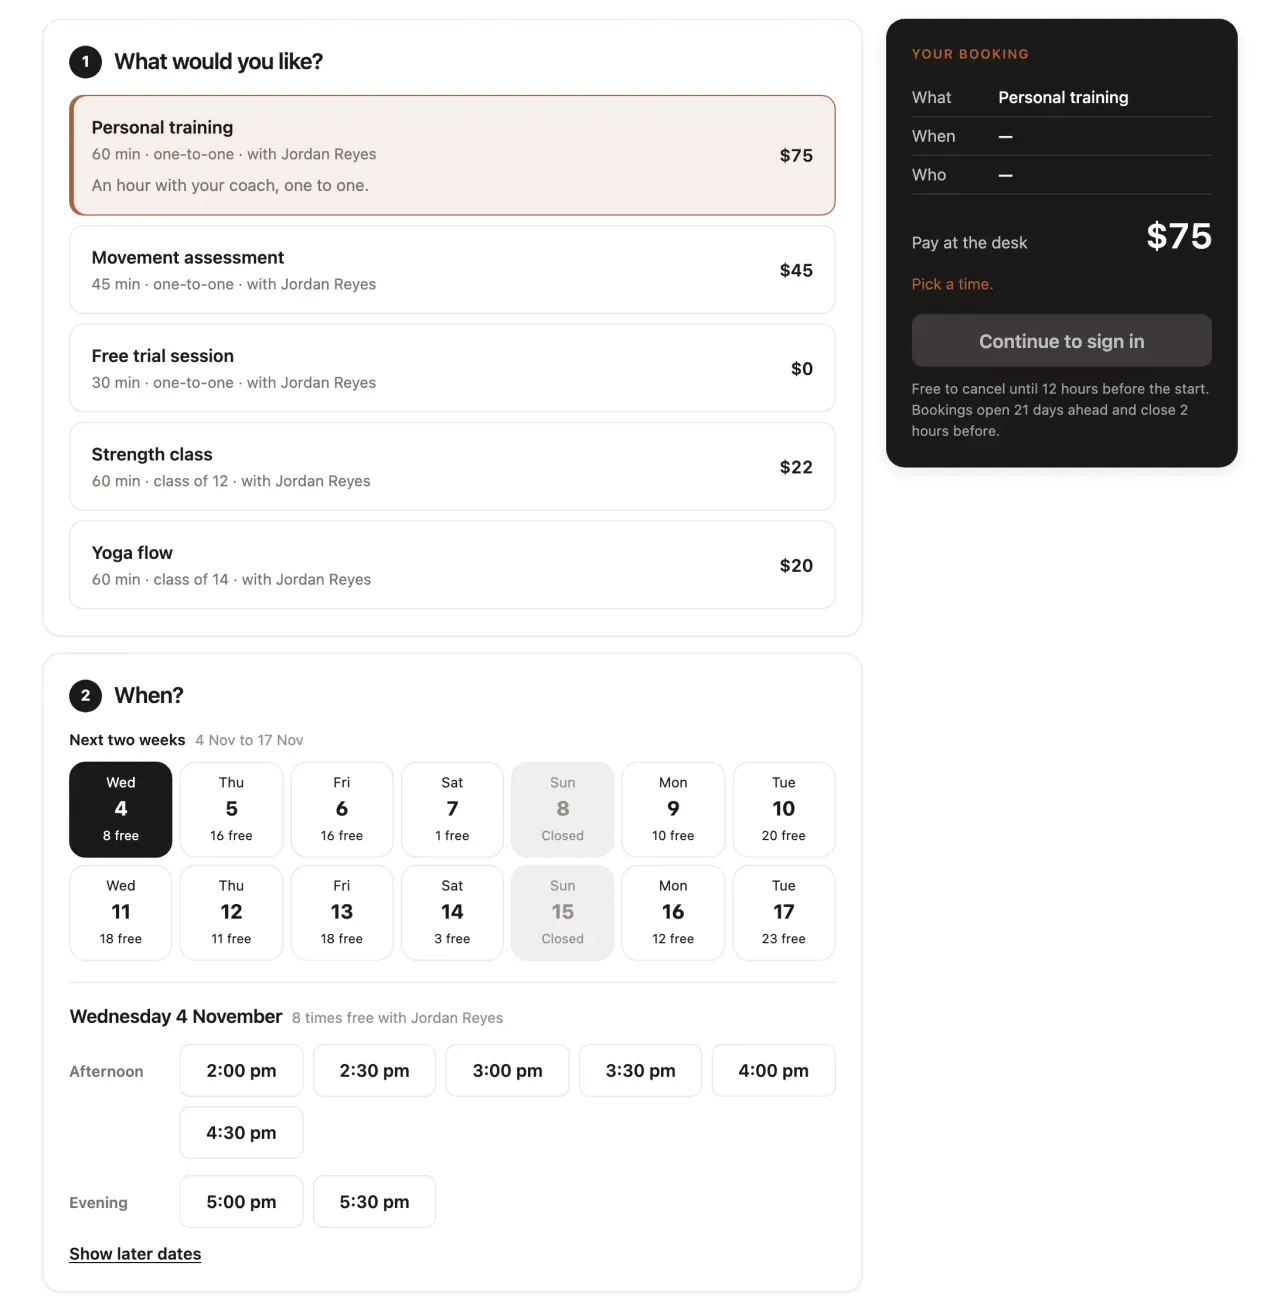 1 What would you like?
Personal training
60 min · one-to-one · with Jordan Reyes
An hour with your coach, one to one.
$75
Movement assessment
45 min · one-to-one · with Jordan Reyes
$45
Free trial session
30 min · one-to-one · with Jordan Reyes
$0
Strength class
60 min · class of 12 · with Jordan Reyes
$22
Yoga flow
60 min · class of 14 · with Jordan Reyes
$20
YOUR BOOKING
What Personal training
When —
Who —
Pay at the desk $75
Pick a time.
Continue to sign in
Free to cancel until 12 hours before the start.
Bookings open 21 days ahead and close 2
hours before.
2 When?
Next two weeks 4 Nov to 17 Nov
Wed Thu Fri Sat Sun Mon Tue
4 5 6 7 8 9 10
8 free 16 free 16 free 1 free Closed 10 free 20 free
Wed Thu Fri Sat Sun Mon Tue
11 12 13 14 15 16 17
18 free 11 free 18 free 3 free Closed 12 free 23 free
Wednesday 4 November 8 times free with Jordan Reyes
Afternoon 2:00 pm 2:30 pm 3:00 pm 3:30 pm 4:00 pm
4:30 pm
Evening 5:00 pm 5:30 pm
Show later dates